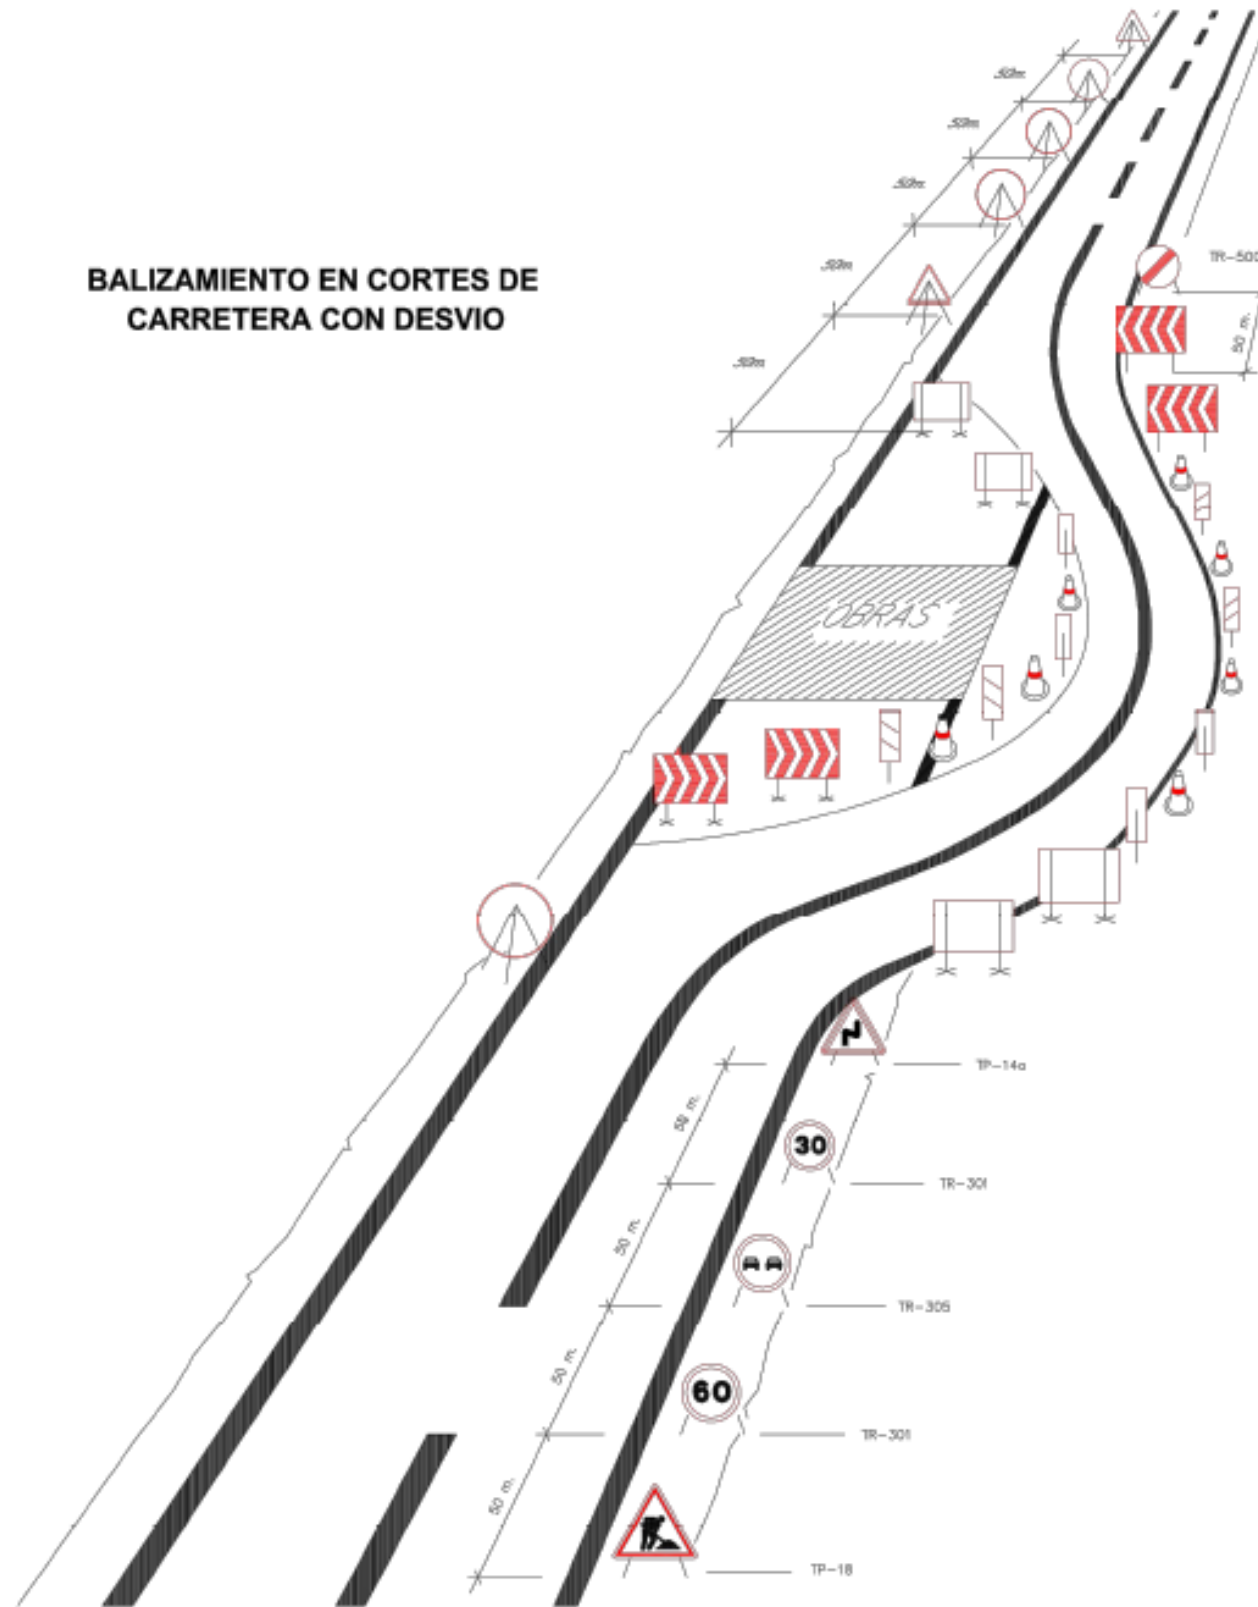 50m
50m
50m
50m
50m
TR-500
50 m.
BALIZAMIENTO EN CORTES DE
CARRETERA CON DESVIO
OBRAS
TP-14a
50 m.
30
TR-301
50 m.
TR-305
50 m.
60
TR-301
50 m.
TP-18